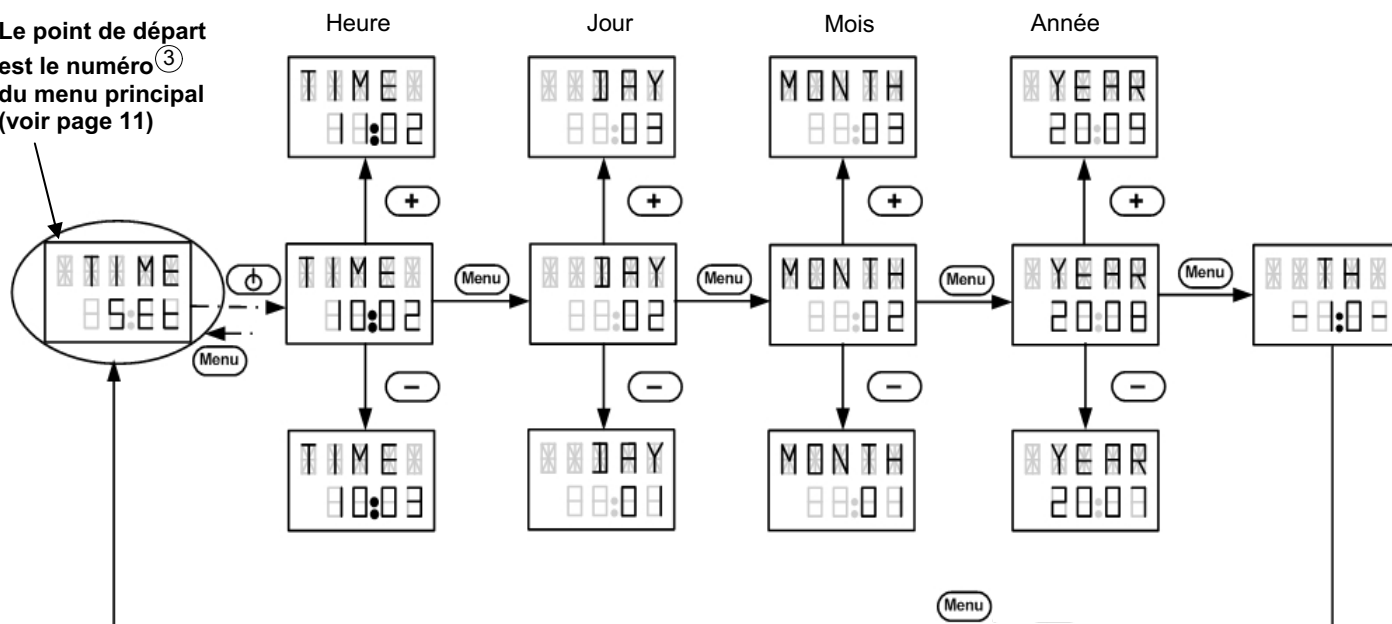 Heure Jour Mois Année
Le point de départ
est le numéro ③
du menu principal
(voir page 11)
TIME DAY MONTH YEAR
11:02 03 03 20:09
+ + + +
TIME TIME DAY MONTH YEAR TH
SEt 10:02 02 02 20:08 -1:0-
Menu Menu Menu Menu
Menu
- - - -
TIME DAY MONTH YEAR
10:03 01 01 20:07
Menu